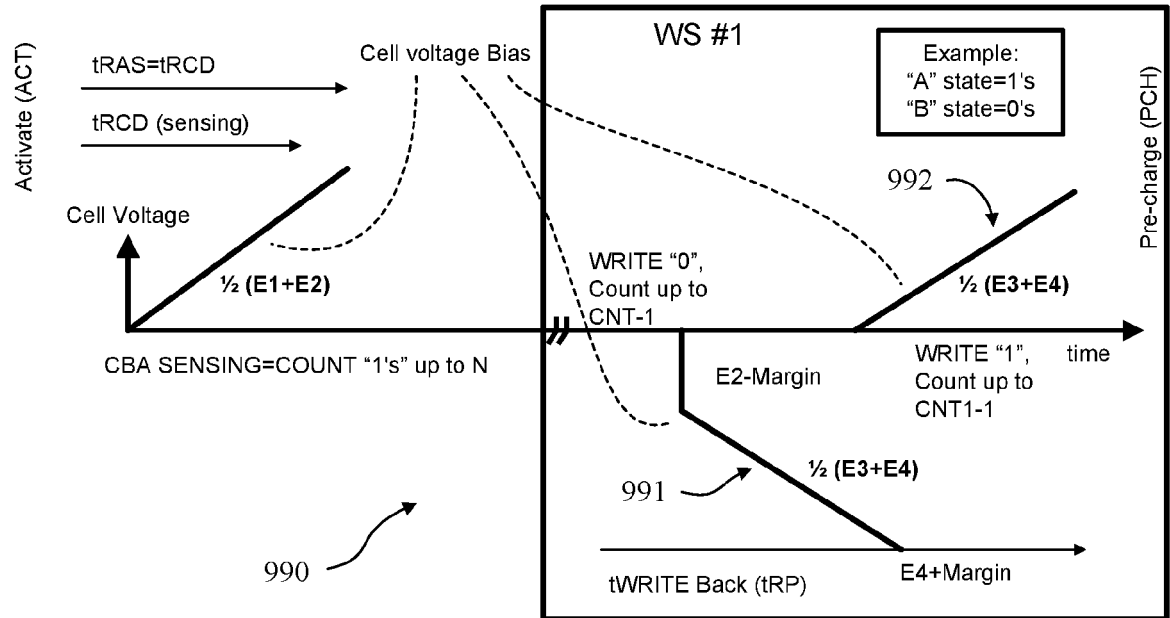 Activate (ACT)
tRAS=tRCD
tRCD (sensing)
Cell voltage Bias
Cell Voltage
½ (E1+E2)
CBA SENSING=COUNT "1's" up to N
990
WS #1
Example:
"A" state=1's
"B" state=0's
Pre-charge (PCH)
992
WRITE "0",
Count up to
CNT-1
½ (E3+E4)
WRITE "1",
Count up to
CNT1-1
time
E2-Margin
½ (E3+E4)
991
E4+Margin
tWRITE Back (tRP)